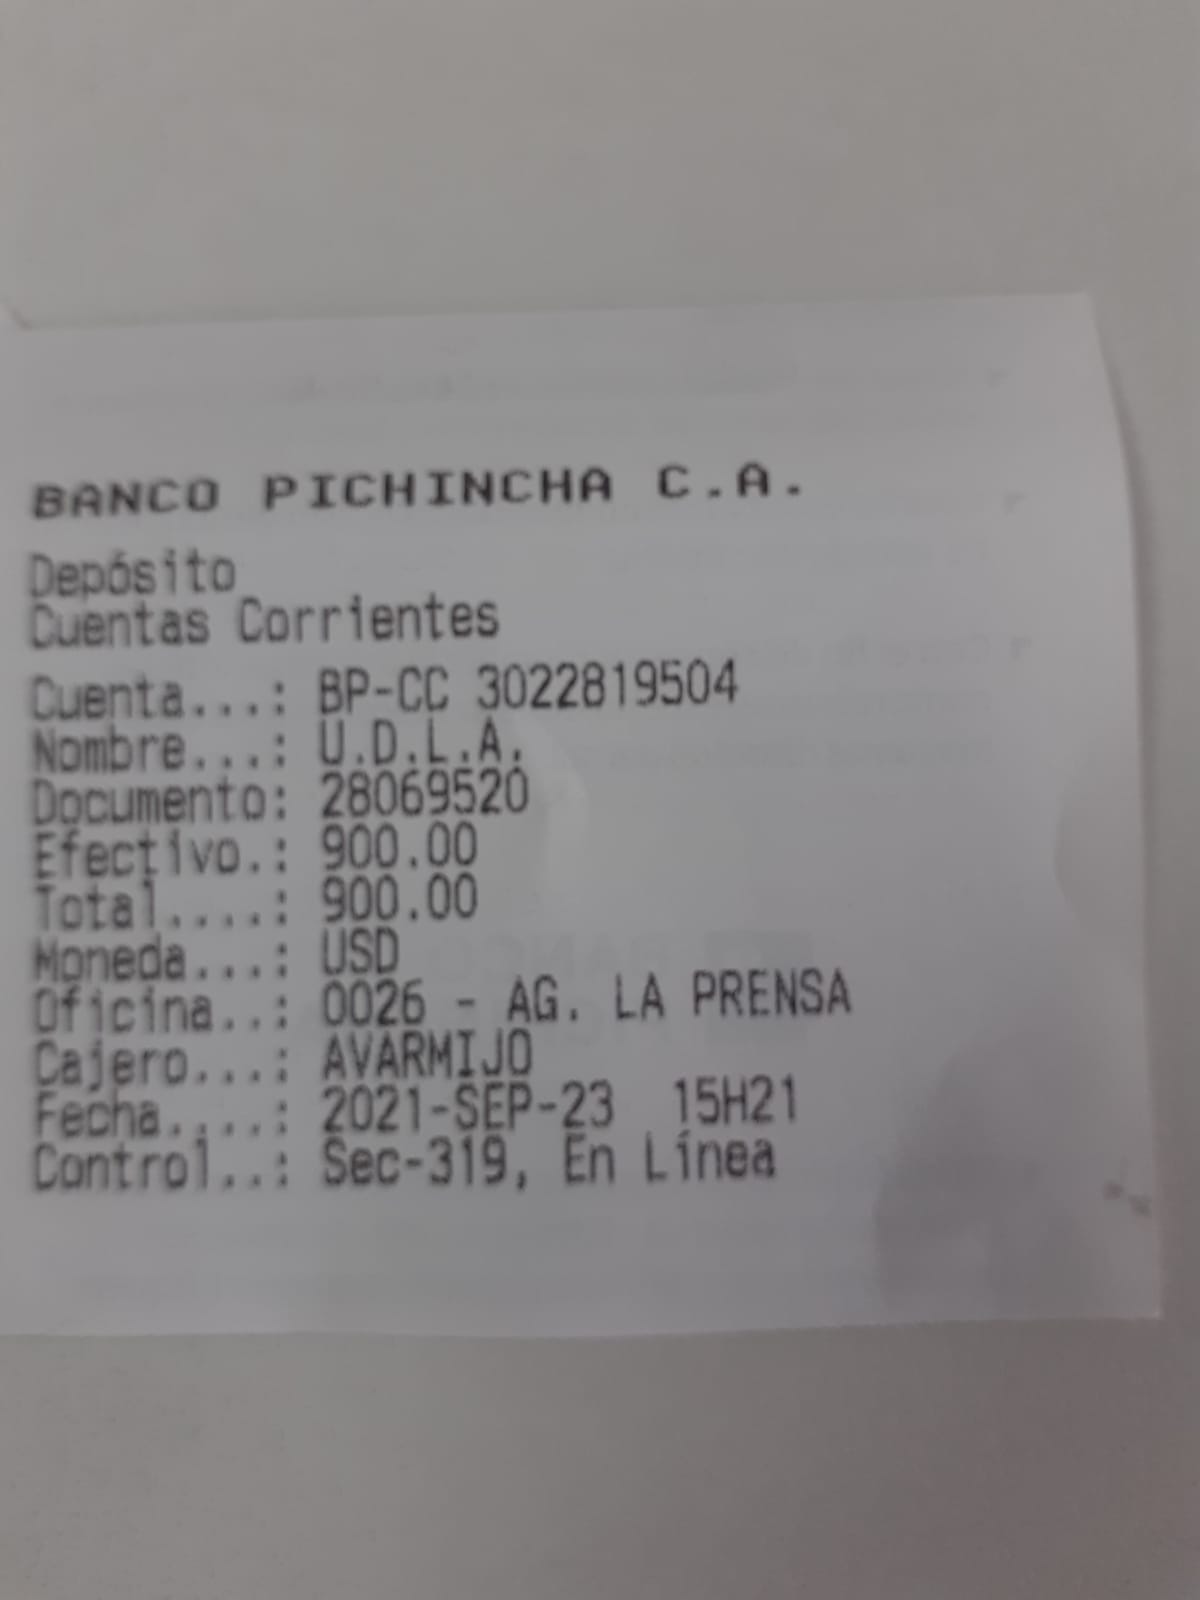 BANCO PICHINCHA C.A.
Depósito
Cuentas Corrientes
Cuenta...: BP-CC 3022819504
Nombre...: U.D.L.A.
Documento: 28069520
Efectivo.: 900.00
Total....: 900.00
Moneda...: USD
Oficina..: 0026 - AG. LA PRENSA
Cajero...: AVARMIJO
Fecha....: 2021-SEP-23 15H21
Control..: Sec-319, En Línea